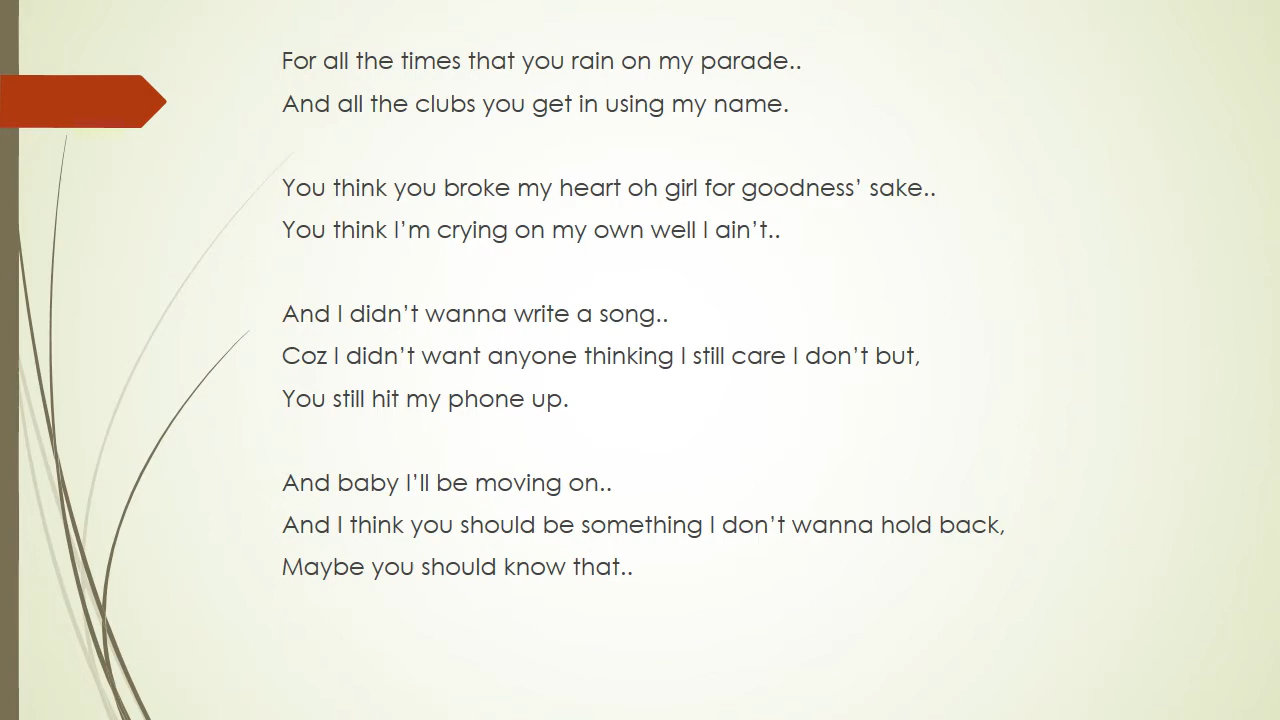 For all the times that you rain on my parade..
And all the clubs you get in using my name.
You think you broke my heart oh girl for goodness’ sake..
You think I’m crying on my own well I ain’t..
And I didn’t wanna write a song..
Coz I didn’t want anyone thinking I still care I don’t but,
You still hit my phone up.
And baby I’ll be moving on..
And I think you should be something I don’t wanna hold back,
Maybe you should know that..